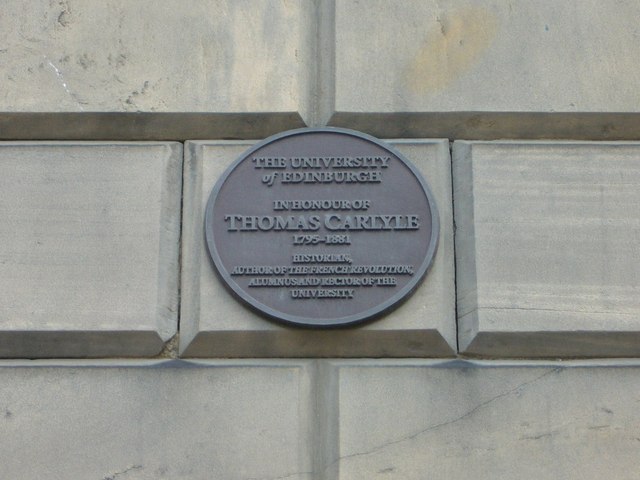 THE UNIVERSITY
of EDINBURGH
IN HONOUR OF
THOMAS CARLYLE
1795–1881
HISTORIAN,
AUTHOR OF THE FRENCH REVOLUTION,
ALUMNUS AND RECTOR OF THE
UNIVERSITY